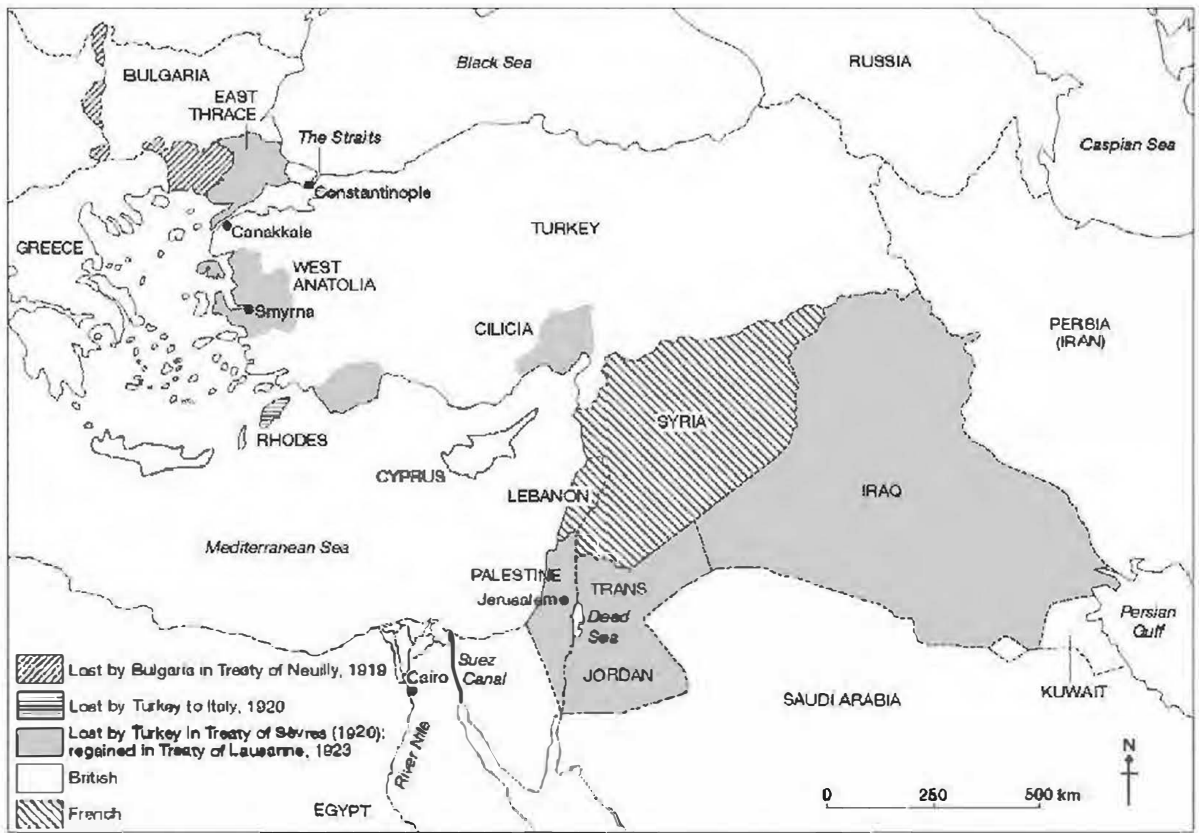 Black Sea
RUSSIA
BULGARIA
EAST
THRACE
The Straits
Caspian Sea
Constantinople
Canakkale
TURKEY
GREECE
WEST
ANATOLIA
Smyrna
CILICIA
PERSIA
(IRAN)
SYRIA
RHODES
CYPRUS
LEBANON
IRAQ
Mediterranean Sea
PALESTINE
Jerusalem
TRANS
Dead
Sea
JORDAN
Persian
Gulf
Suez
Canal
Cairo
KUWAIT
SAUDI ARABIA
River Nile
EGYPT
Lost by Bulgaria in Treaty of Neuilly, 1919
Lost by Turkey to Italy, 1920
Lost by Turkey in Treaty of Sèvres (1920);
regained in Treaty of Lausanne, 1923
British
French
N
0 250 500 km